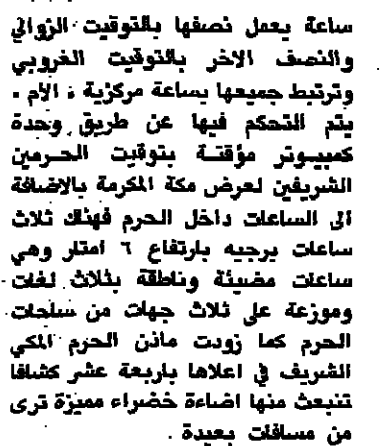 ساعة يعمل نصفها بالتوقيت الزوالي
والنصف الاخر بالتوقيت الغروبي
وترتبط جميعها بساعة مركزية « الام »
يتم التحكم فيها عن طريق وحدة
كمبيوتر مؤقتة بتوقيت الحرمين
الشريفين لعرض مكة المكرمة بالاضافة
الى الساعات داخل الحرم فهناك ثلاث
ساعات برجيه بارتفاع ٦ امتار وهي
ساعات مضيئة وناطقة بثلاث لغات
وموزعة على ثلاث جهات من ساحات
الحرم كما زودت مآذن الحرم المكي
الشريف في اعلاها باربعة عشر كشافا
تنبعث منها اضاءة خضراء مميزة ترى
من مسافات بعيدة .